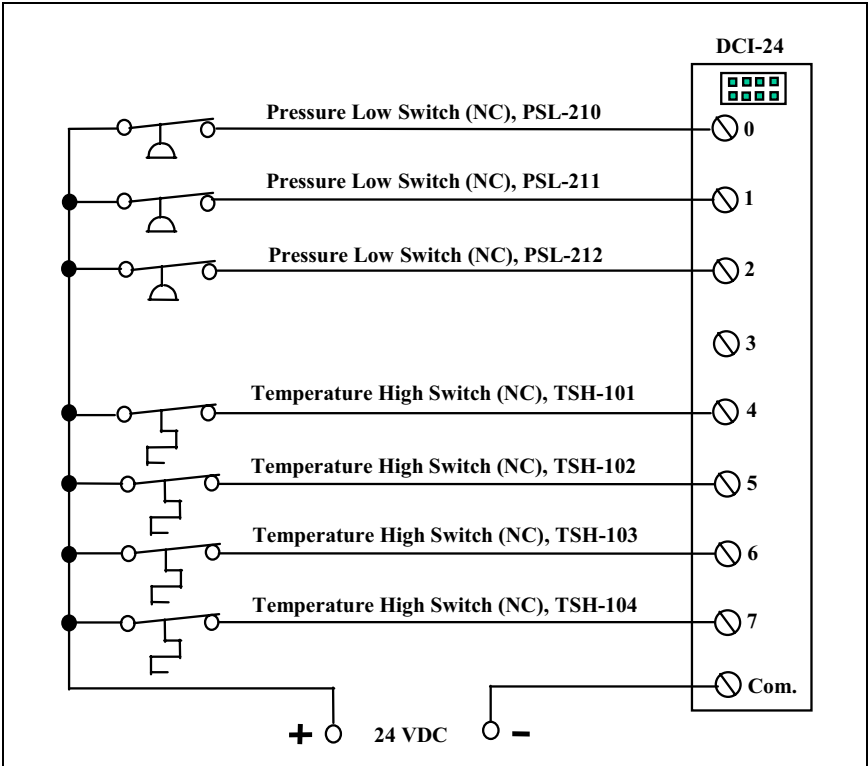 DCI-24
Pressure Low Switch (NC), PSL-210
0
Pressure Low Switch (NC), PSL-211
1
Pressure Low Switch (NC), PSL-212
2
3
Temperature High Switch (NC), TSH-101
4
Temperature High Switch (NC), TSH-102
5
Temperature High Switch (NC), TSH-103
6
Temperature High Switch (NC), TSH-104
7
Com.
+ 24 VDC -